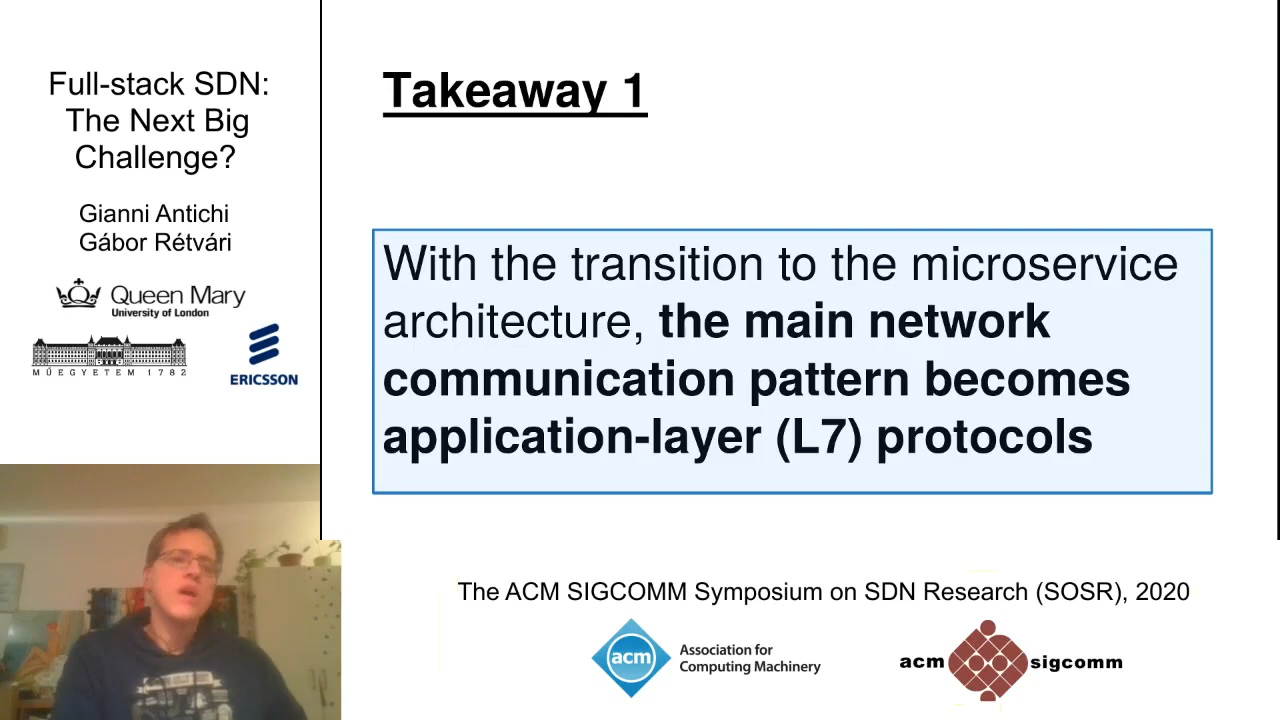 Full-stack SDN:
The Next Big
Challenge?
Gianni Antichi
Gábor Rétvári
Queen Mary
University of London
MŰEGYETEM 1782
ERICSSON
Takeaway 1
With the transition to the microservice
architecture, the main network
communication pattern becomes
application-layer (L7) protocols
The ACM SIGCOMM Symposium on SDN Research (SOSR), 2020
acm
Association for
Computing Machinery
acm sigcomm